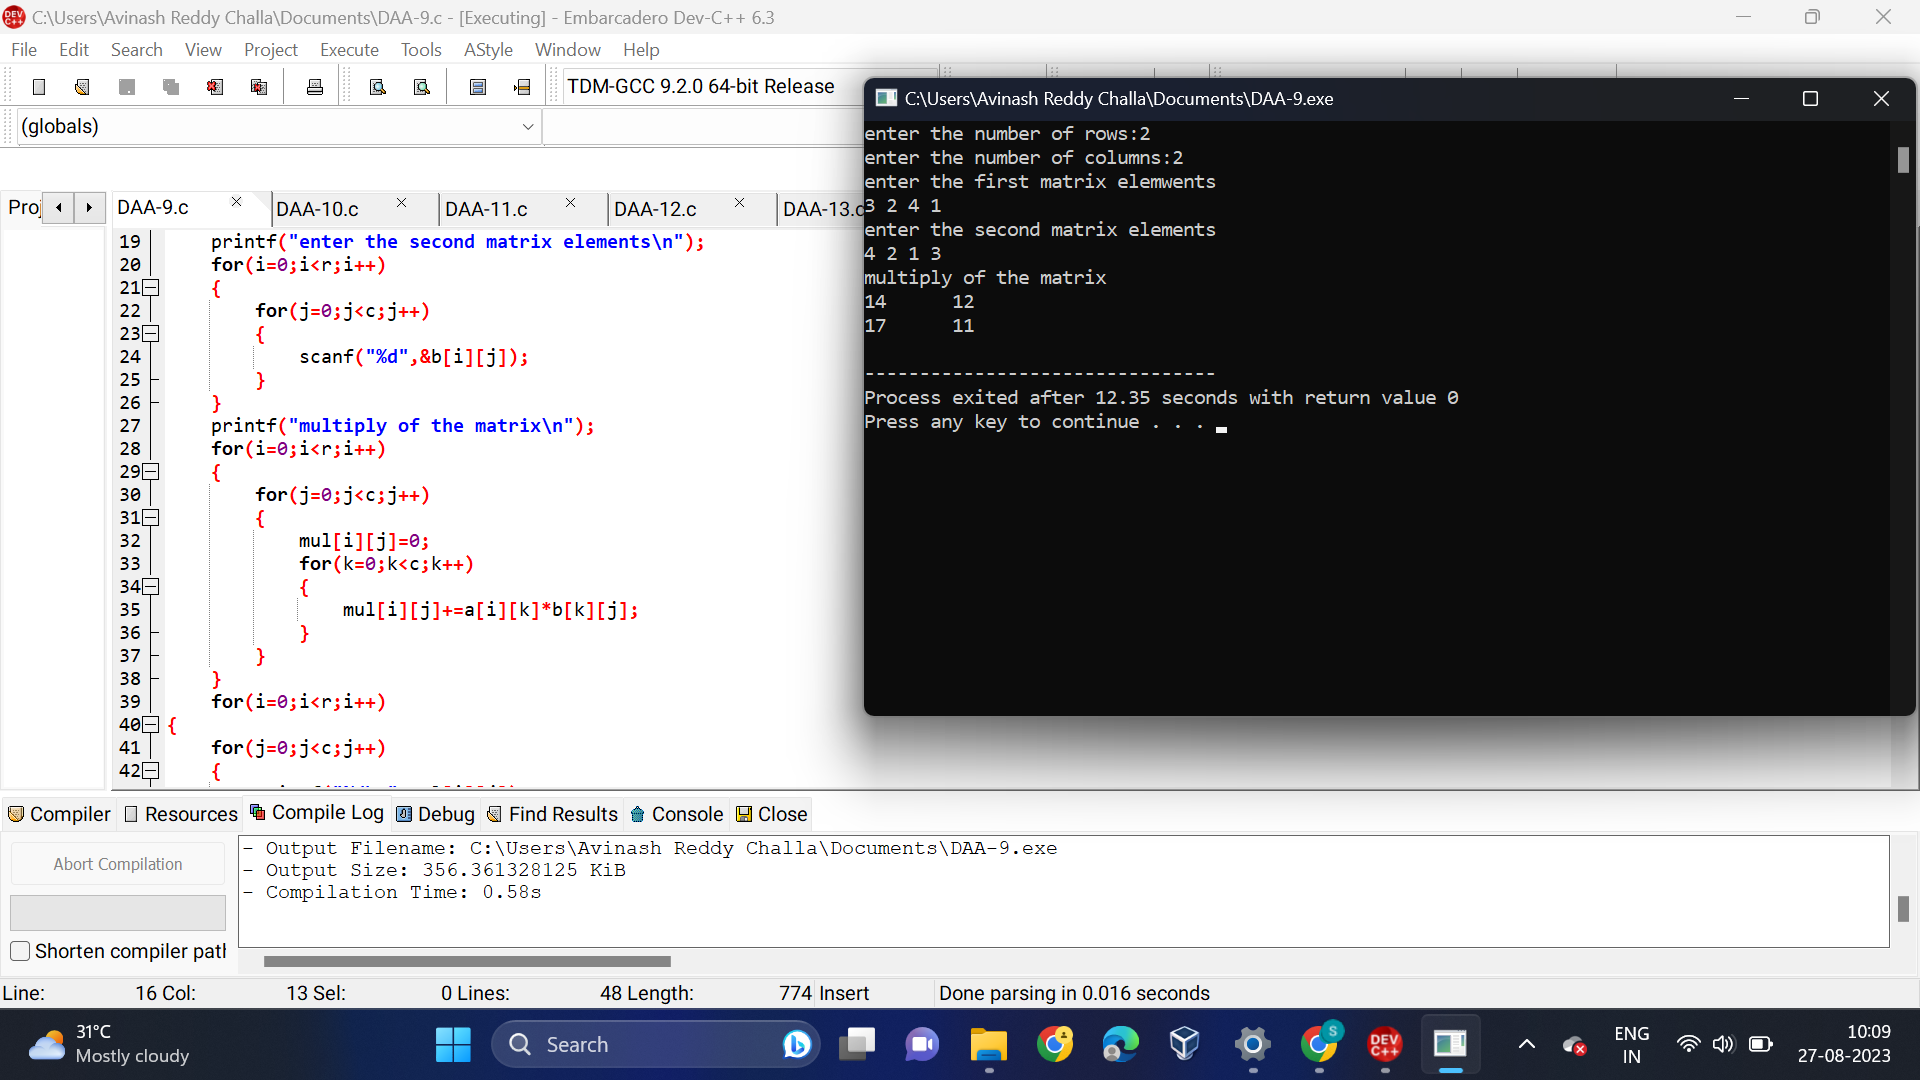 C:\Users\Avinash Reddy Challa\Documents\DAA-9.c - [Executing] - Embarcadero Dev-C++ 6.3
File Edit Search View Project Execute Tools AStyle Window Help
TDM-GCC 9.2.0 64-bit Release
(globals)
Proj
DAA-9.c DAA-10.c DAA-11.c DAA-12.c DAA-13.c
19 printf("enter the second matrix elements\n");
20 for(i=0;i<r;i++)
21 {
22 for(j=0;j<c;j++)
23 {
24 scanf("%d",&b[i][j]);
25 }
26 }
27 printf("multiply of the matrix\n");
28 for(i=0;i<r;i++)
29 {
30 for(j=0;j<c;j++)
31 {
32 mul[i][j]=0;
33 for(k=0;k<c;k++)
34 {
35 mul[i][j]+=a[i][k]*b[k][j];
36 }
37 }
38 }
39 for(i=0;i<r;i++)
40 {
41 for(j=0;j<c;j++)
42 {
C:\Users\Avinash Reddy Challa\Documents\DAA-9.exe
enter the number of rows:2
enter the number of columns:2
enter the first matrix elemwents
3 2 4 1
enter the second matrix elements
4 2 1 3
multiply of the matrix
14 12
17 11
--------------------------------
Process exited after 12.35 seconds with return value 0
Press any key to continue . . .
Compiler Resources Compile Log Debug Find Results Console Close
Abort Compilation
Shorten compiler path
- Output Filename: C:\Users\Avinash Reddy Challa\Documents\DAA-9.exe
- Output Size: 356.361328125 KiB
- Compilation Time: 0.58s
Line: 16 Col: 13 Sel: 0 Lines: 48 Length: 774 Insert Done parsing in 0.016 seconds
31°C
Mostly cloudy
Search
S
DEV C++
ENG
IN
10:09
27-08-2023